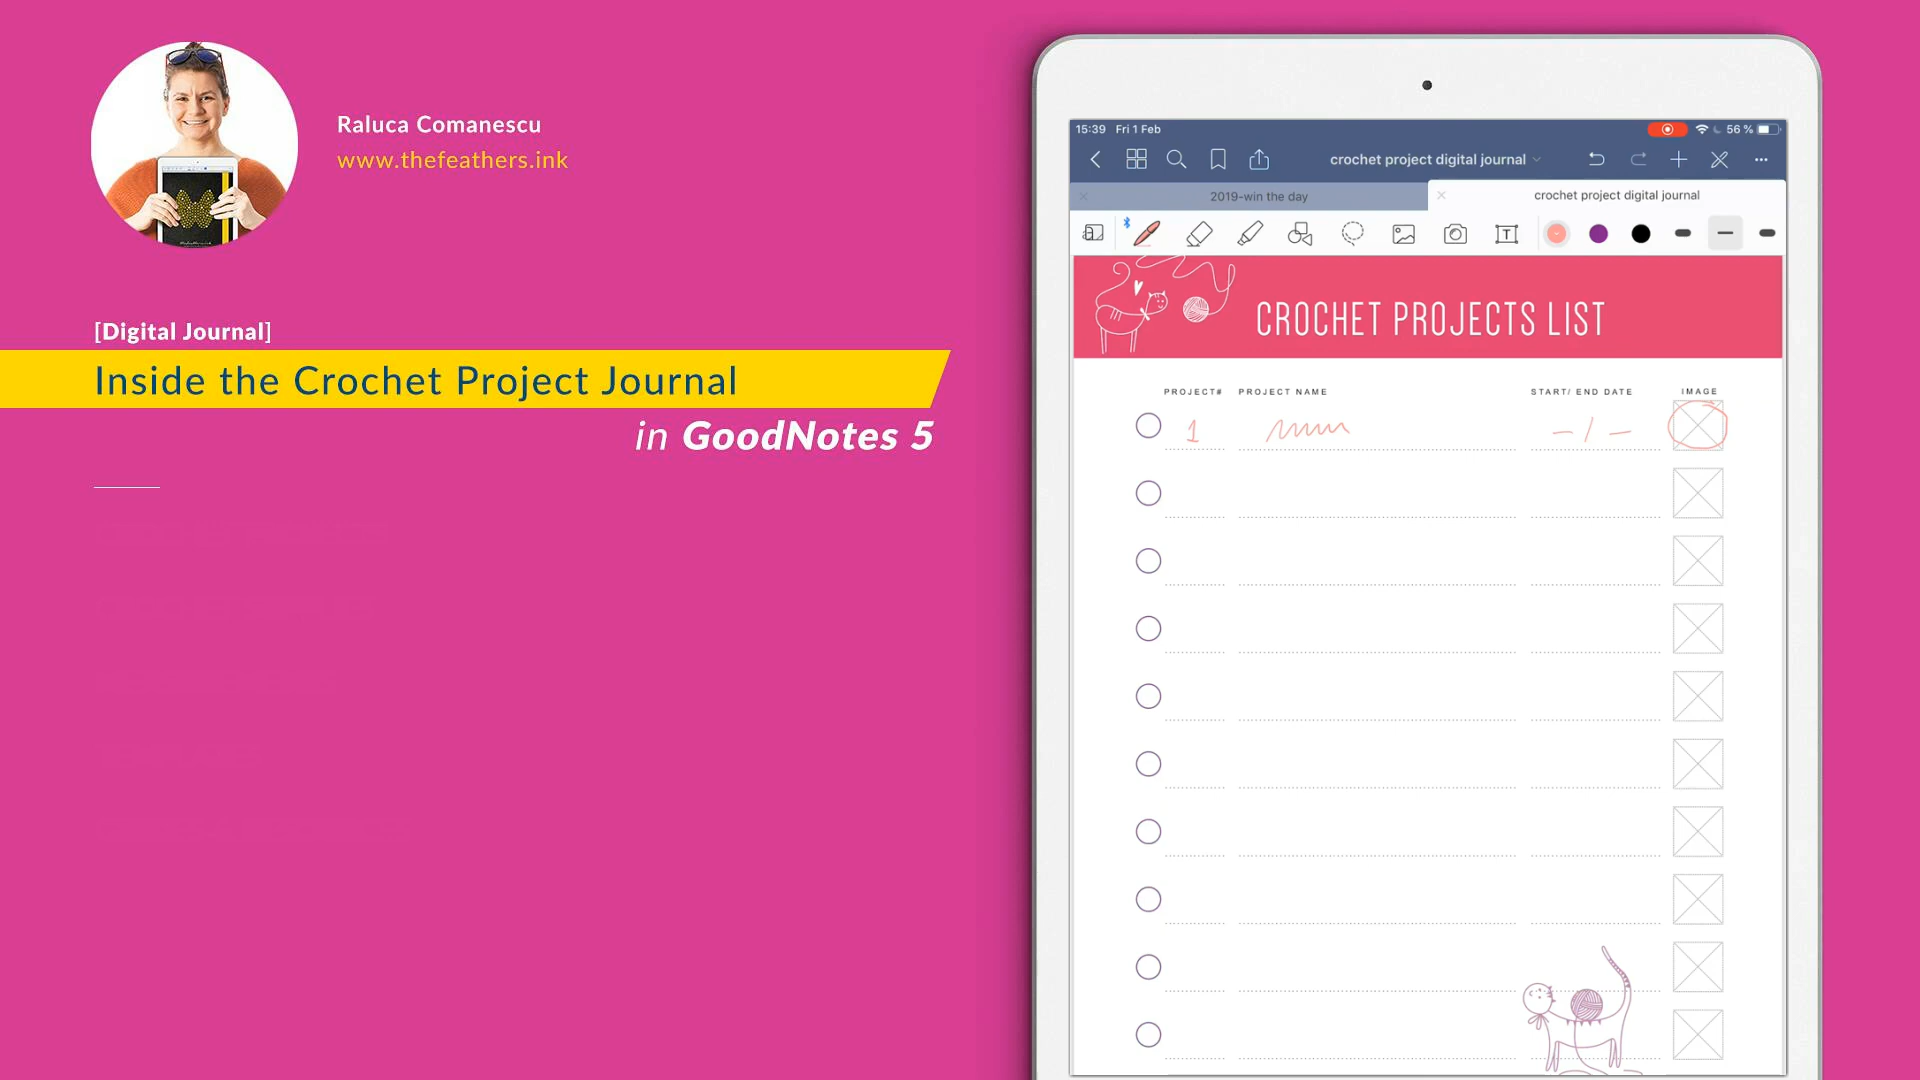 Raluca Comanescu
www.thefeathers.ink
[Digital Journal]
Inside the Crochet Project Journal
in GoodNotes 5
15:39 Fri 1 Feb
56 %
crochet project digital journal
2019-win the day
crochet project digital journal
T
CROCHET PROJECTS LIST
PROJECT# PROJECT NAME START/ END DATE IMAGE
1 - / -